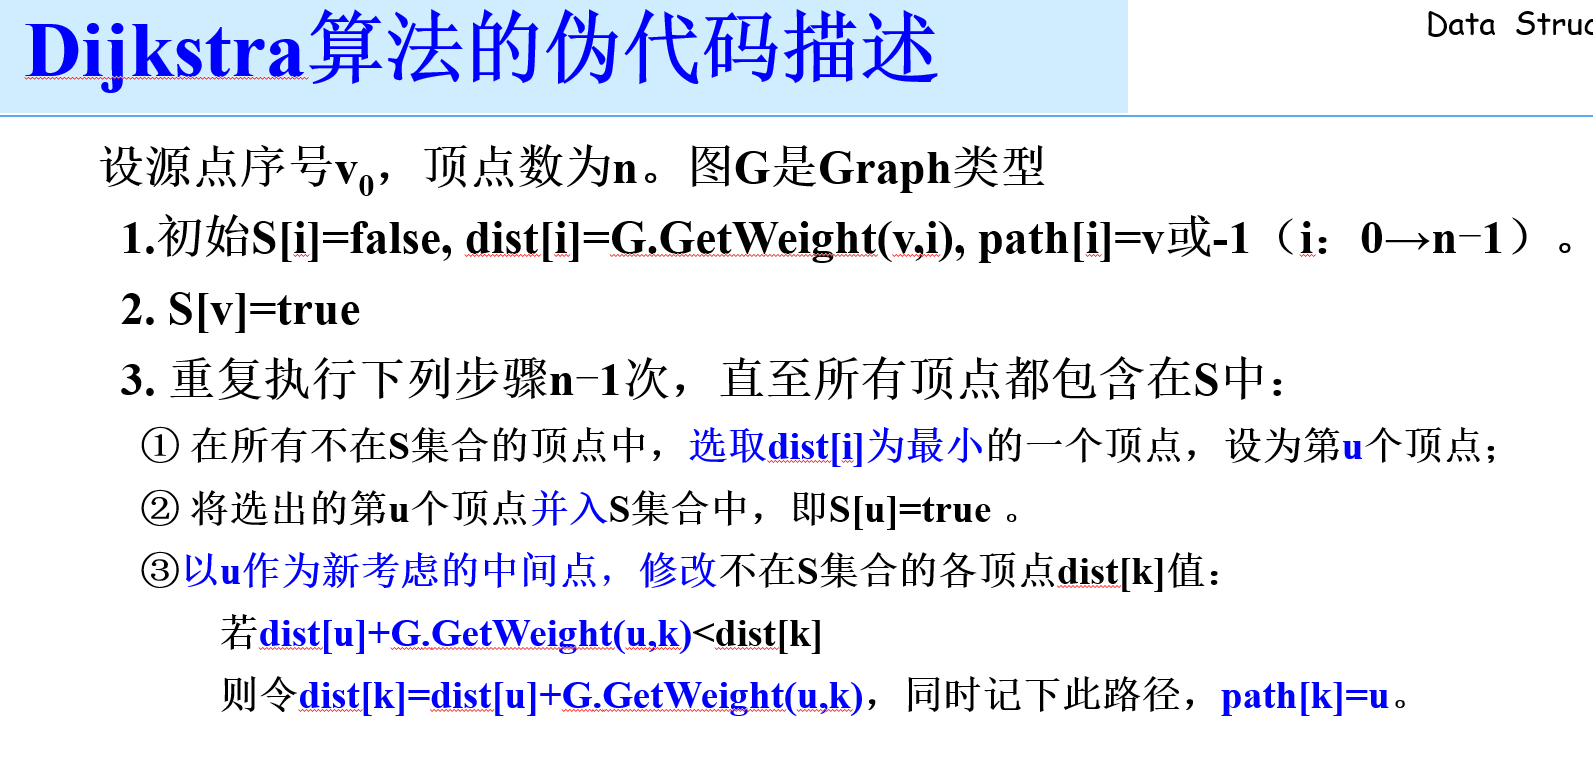 Dijkstra算法的伪代码描述
Data Struc
设源点序号v₀，顶点数为n。图G是Graph类型
1.初始S[i]=false, dist[i]=G.GetWeight(v,i), path[i]=v或-1（i：0→n−1）。
2. S[v]=true
3. 重复执行下列步骤n−1次，直至所有顶点都包含在S中：
① 在所有不在S集合的顶点中，选取dist[i]为最小的一个顶点，设为第u个顶点；
② 将选出的第u个顶点并入S集合中，即S[u]=true 。
③以u作为新考虑的中间点，修改不在S集合的各顶点dist[k]值：
若dist[u]+G.GetWeight(u,k)<dist[k]
则令dist[k]=dist[u]+G.GetWeight(u,k)，同时记下此路径，path[k]=u。